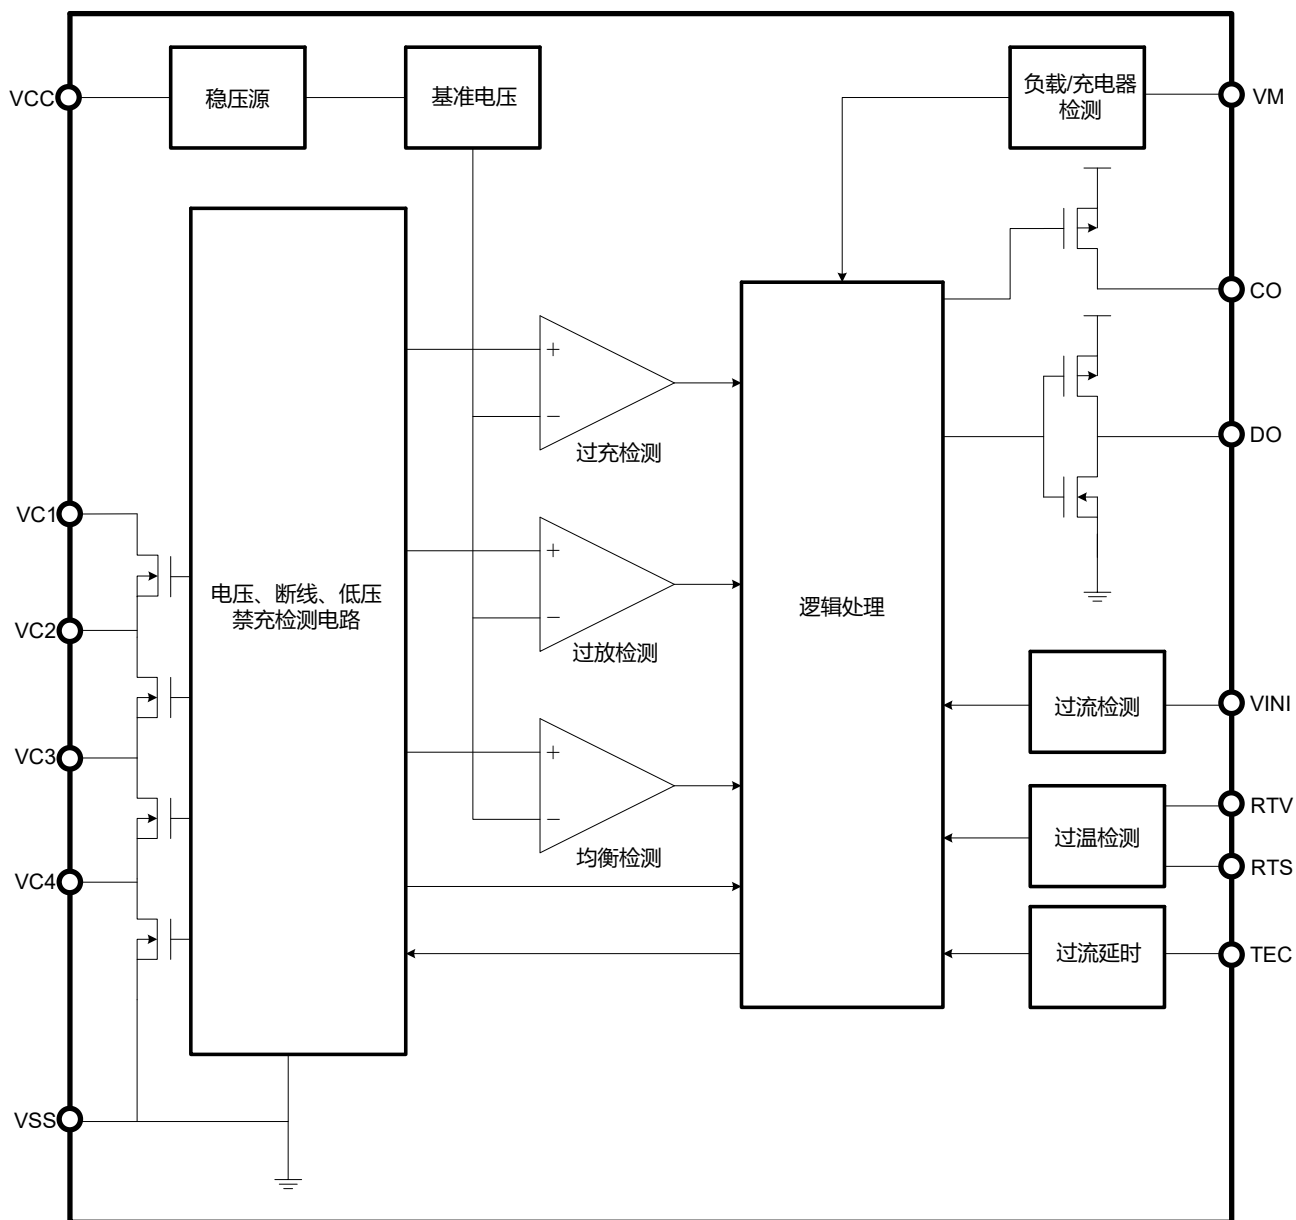 VCC
稳压源
基准电压
负载/充电器
检测
VM
CO
+
−
过充检测
DO
VC1
+
−
过放检测
电压、断线、低压
禁充检测电路
逻辑处理
VC2
过流检测
VINI
VC3
+
−
均衡检测
过温检测
RTV
RTS
VC4
过流延时
TEC
VSS